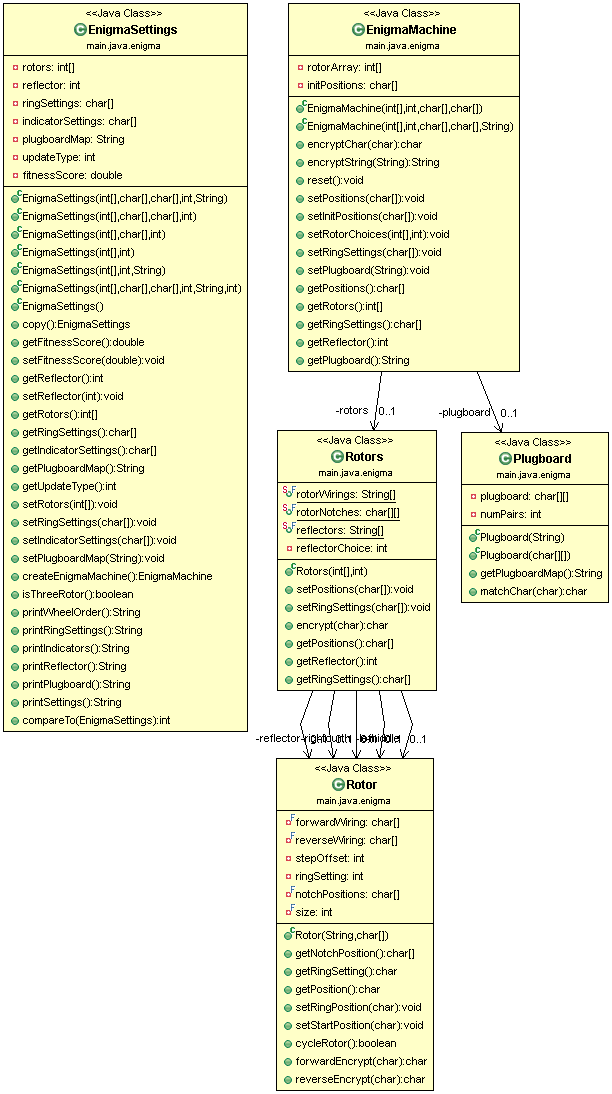 <<Java Class>>
EnigmaSettings
main.java.enigma
rotors: int[]
reflector: int
ringSettings: char[]
indicatorSettings: char[]
plugboardMap: String
updateType: int
fitnessScore: double
EnigmaSettings(int[],char[],char[],int,String)
EnigmaSettings(int[],char[],char[],int)
EnigmaSettings(int[],char[],int)
EnigmaSettings(int[],int)
EnigmaSettings(int[],int,String)
EnigmaSettings(int[],char[],char[],int,String,int)
EnigmaSettings()
copy():EnigmaSettings
getFitnessScore():double
setFitnessScore(double):void
getReflector():int
setReflector(int):void
getRotors():int[]
getRingSettings():char[]
getIndicatorSettings():char[]
getPlugboardMap():String
getUpdateType():int
setRotors(int[]):void
setRingSettings(char[]):void
setIndicatorSettings(char[]):void
setPlugboardMap(String):void
createEnigmaMachine():EnigmaMachine
isThreeRotor():boolean
printWheelOrder():String
printRingSettings():String
printIndicators():String
printReflector():String
printPlugboard():String
printSettings():String
compareTo(EnigmaSettings):int
<<Java Class>>
EnigmaMachine
main.java.enigma
rotorArray: int[]
initPositions: char[]
EnigmaMachine(int[],int,char[],char[])
EnigmaMachine(int[],int,char[],char[],String)
encryptChar(char):char
encryptString(String):String
reset():void
setPositions(char[]):void
setInitPositions(char[]):void
setRotorChoices(int[],int):void
setRingSettings(char[]):void
setPlugboard(String):void
getPositions():char[]
getRotors():int[]
getRingSettings():char[]
getReflector():int
getPlugboard():String
-rotors 0..1
-plugboard 0..1
<<Java Class>>
Rotors
main.java.enigma
rotorWirings: String[]
rotorNotches: char[][]
reflectors: String[]
reflectorChoice: int
Rotors(int[],int)
setPositions(char[]):void
setRingSettings(char[]):void
encrypt(char):char
getPositions():char[]
getReflector():int
getRingSettings():char[]
<<Java Class>>
Plugboard
main.java.enigma
plugboard: char[][]
numPairs: int
Plugboard(String)
Plugboard(char[][])
getPlugboardMap():String
matchChar(char):char
-reflector 0..1
<<Java Class>>
Rotor
main.java.enigma
forwardWiring: char[]
reverseWiring: char[]
stepOffset: int
ringSetting: int
notchPositions: char[]
size: int
Rotor(String,char[])
getNotchPosition():char[]
getRingSetting():char
getPosition():char
setRingPosition(char):void
setStartPosition(char):void
cycleRotor():boolean
forwardEncrypt(char):char
reverseEncrypt(char):char